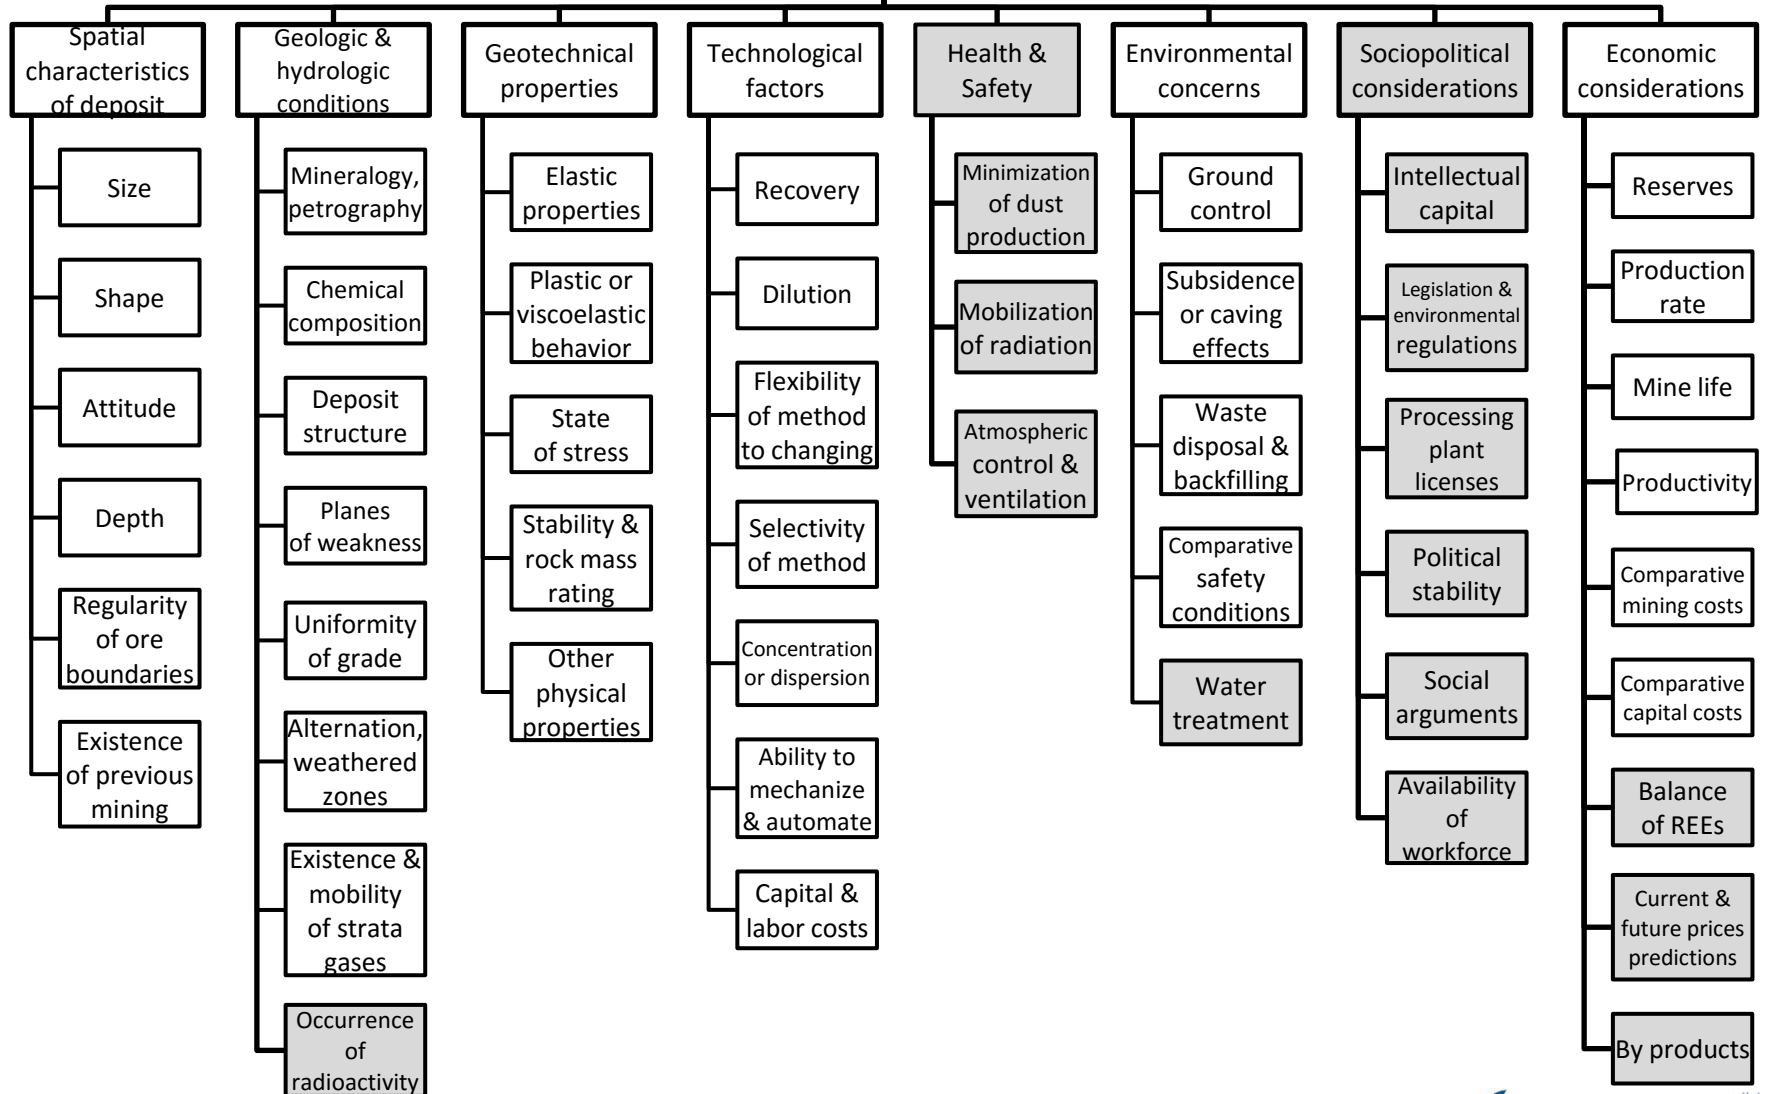 Spatial
characteristics
of deposit
Size
Shape
Attitude
Depth
Regularity
of ore
boundaries
Existence
of previous
mining
Geologic &
hydrologic
conditions
Mineralogy,
petrography
Chemical
composition
Deposit
structure
Planes
of weakness
Uniformity
of grade
Alternation,
weathered
zones
Existence &
mobility
of strata
gases
Occurrence
of
radioactivity
Geotechnical
properties
Elastic
properties
Plastic or
viscoelastic
behavior
State
of stress
Stability &
rock mass
rating
Other
physical
properties
Technological
factors
Recovery
Dilution
Flexibility
of method
to changing
Selectivity
of method
Concentration
or dispersion
Ability to
mechanize
& automate
Capital &
labor costs
Health &
Safety
Minimization
of dust
production
Mobilization
of radiation
Atmospheric
control &
ventilation
Environmental
concerns
Ground
control
Subsidence
or caving
effects
Waste
disposal &
backfilling
Comparative
safety
conditions
Water
treatment
Sociopolitical
considerations
Intellectual
capital
Legislation &
environmental
regulations
Processing
plant
licenses
Political
stability
Social
arguments
Availability
of
workforce
Economic
considerations
Reserves
Production
rate
Mine life
Productivity
Comparative
mining costs
Comparative
capital costs
Balance
of REEs
Current &
future prices
predictions
By products